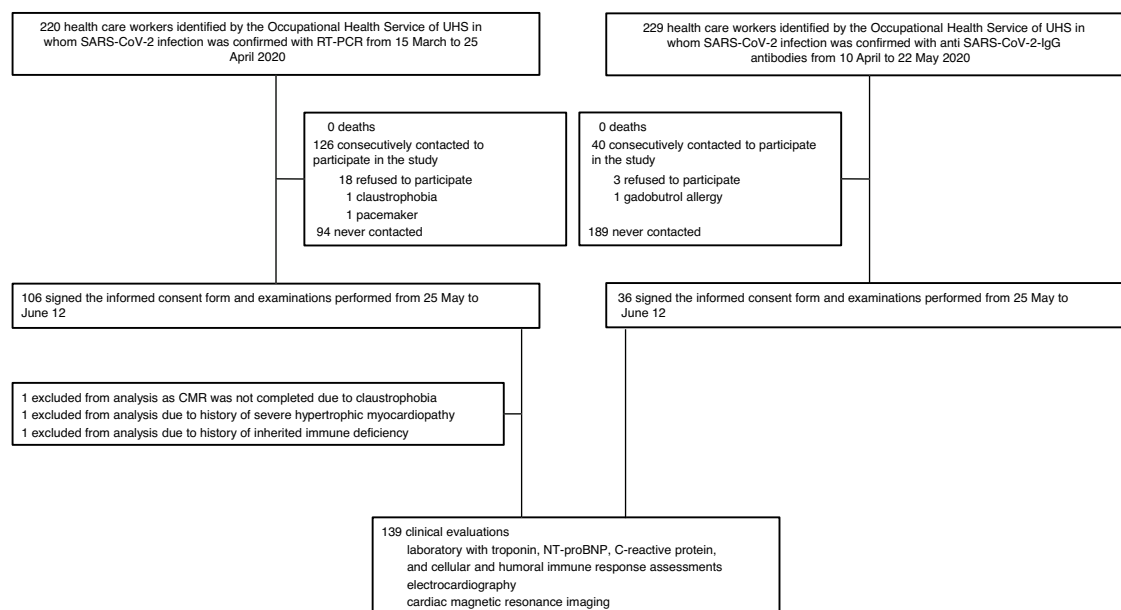 220 health care workers identified by the Occupational Health Service of UHS in
whom SARS-CoV-2 infection was confirmed with RT-PCR from 15 March to 25
April 2020
229 health care workers identified by the Occupational Health Service of UHS in
whom SARS-CoV-2 infection was confirmed with anti SARS-CoV-2-IgG
antibodies from 10 April to 22 May 2020
0 deaths
126 consecutively contacted to
participate in the study
18 refused to participate
1 claustrophobia
1 pacemaker
94 never contacted
0 deaths
40 consecutively contacted to participate
in the study
3 refused to participate
1 gadobutrol allergy
189 never contacted
106 signed the informed consent form and examinations performed from 25 May to
June 12
36 signed the informed consent form and examinations performed from 25 May to
June 12
1 excluded from analysis as CMR was not completed due to claustrophobia
1 excluded from analysis due to history of severe hypertrophic myocardiopathy
1 excluded from analysis due to history of inherited immune deficiency
139 clinical evaluations
laboratory with troponin, NT-proBNP, C-reactive protein,
and cellular and humoral immune response assessments
electrocardiography
cardiac magnetic resonance imaging